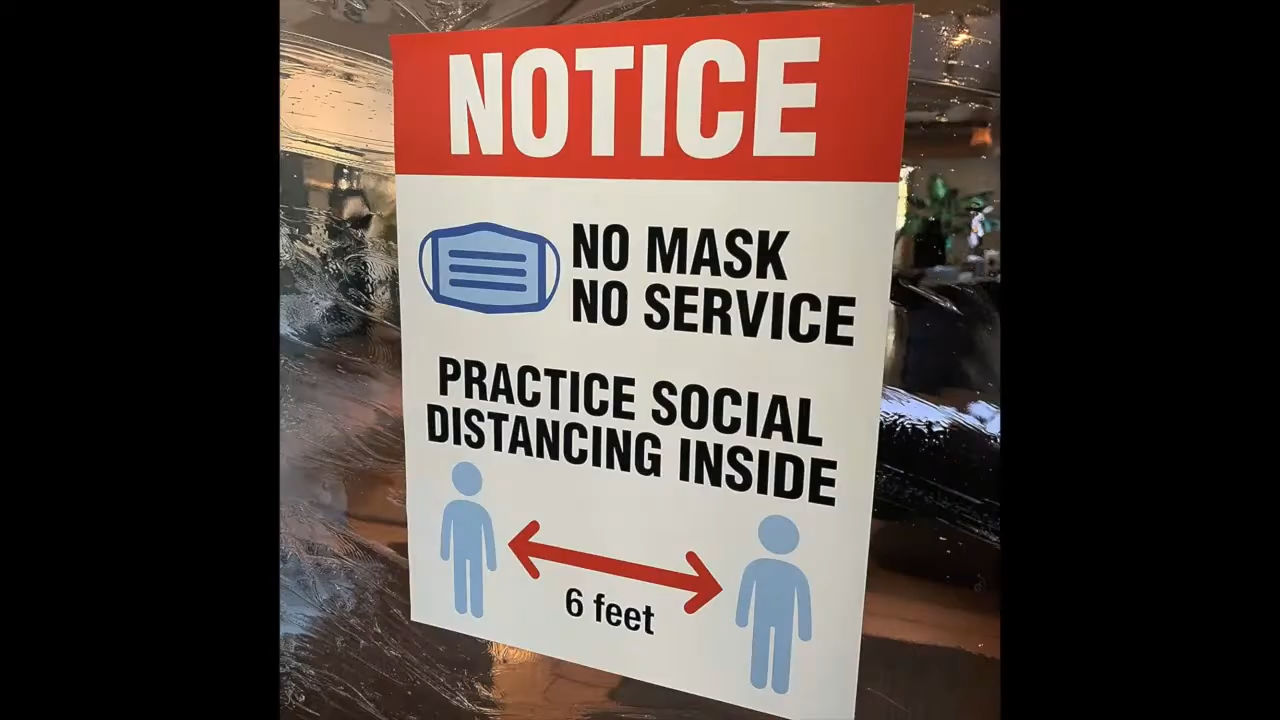 NOTICE
NO MASK
NO SERVICE
PRACTICE SOCIAL
DISTANCING INSIDE
6 feet